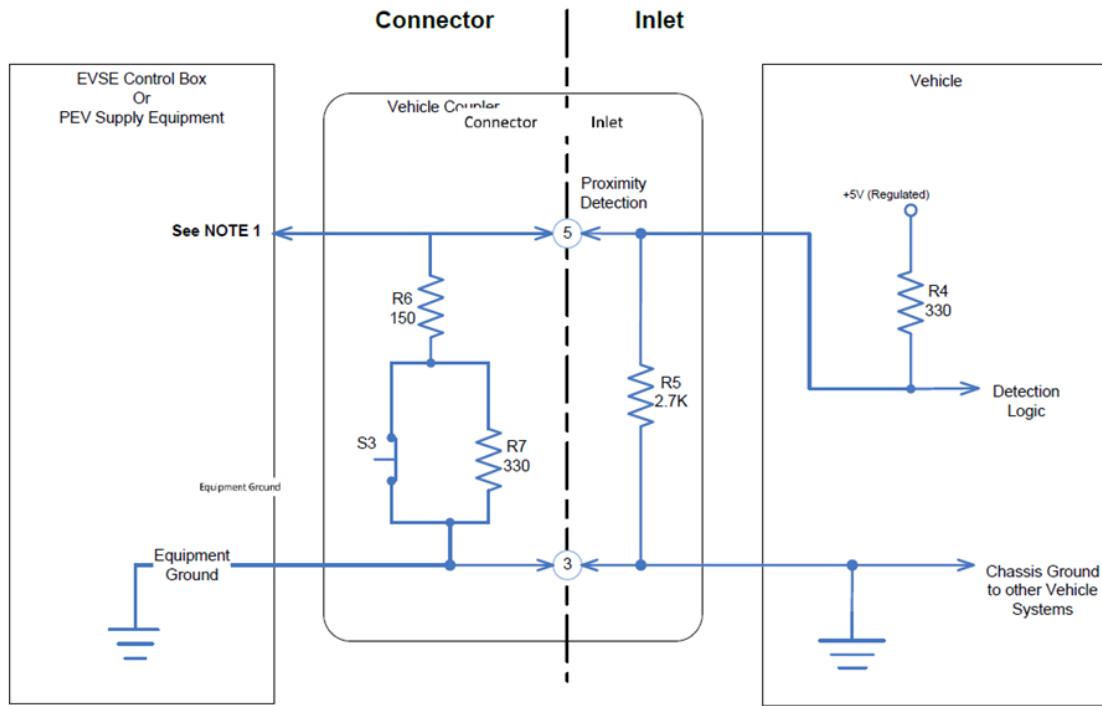 Connector
Inlet
EVSE Control Box
Or
PEV Supply Equipment
Vehicle Coupler
Connector
Inlet
Vehicle
Proximity
Detection
+5V (Regulated)
See NOTE 1
5
R6
150
R4
330
R5
2.7K
Detection
Logic
S3
R7
330
Equipment Ground
Equipment
Ground
3
Chassis Ground
to other Vehicle
Systems